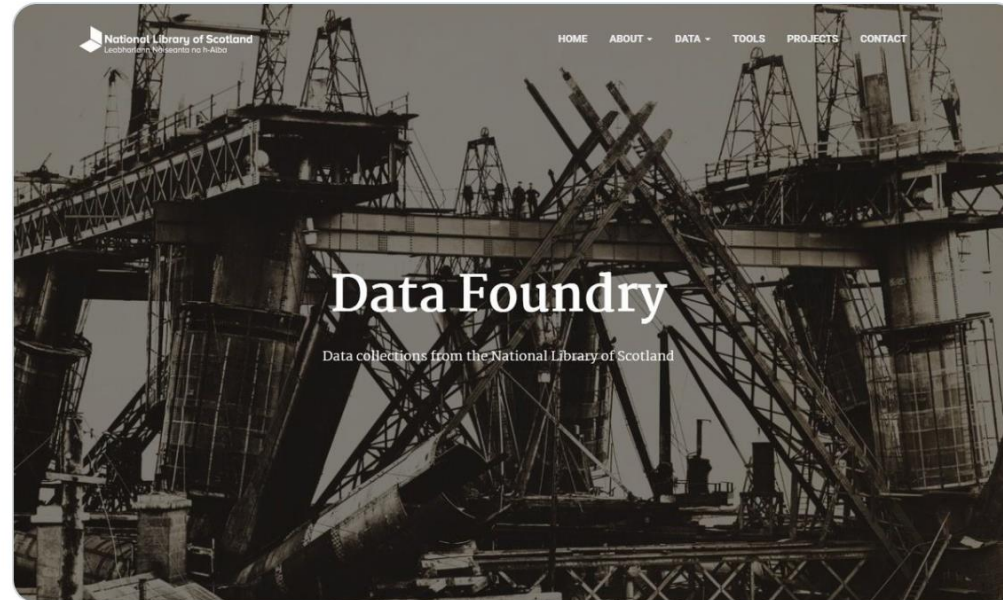 National Library of Scotland
Leabharlann Nàiseanta na h-Alba
HOME ABOUT DATA TOOLS PROJECTS CONTACT
Data Foundry
Data collections from the National Library of Scotland